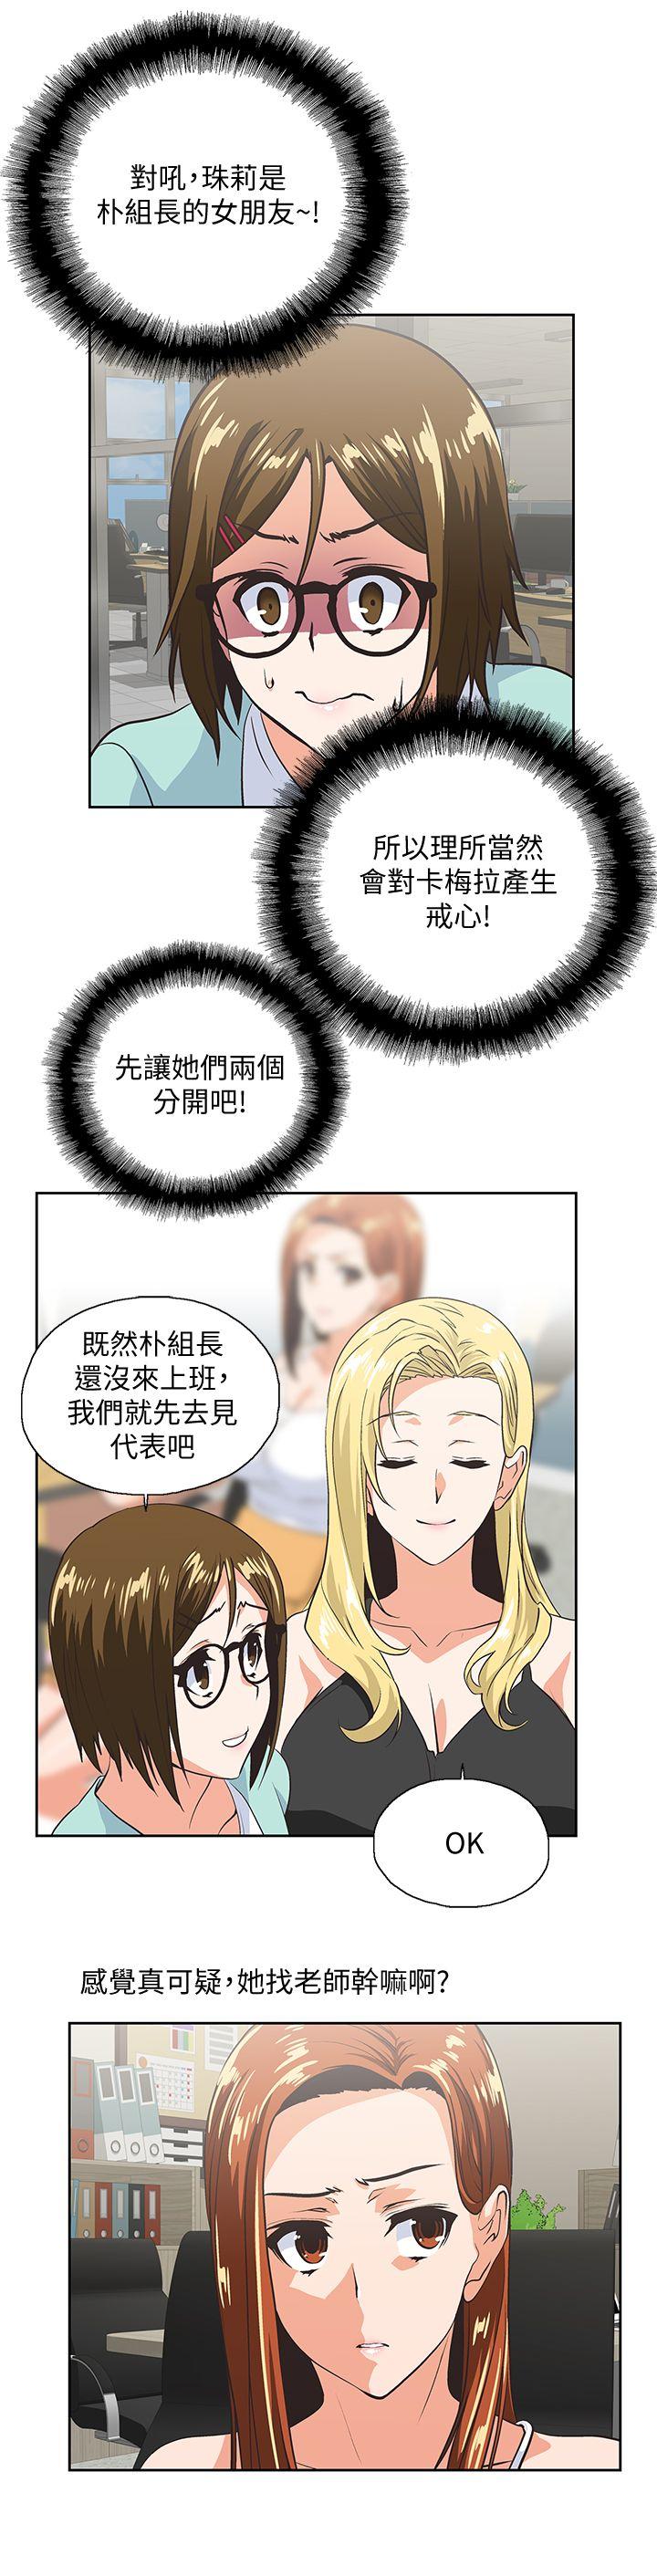 對吼，珠莉是
朴組長的女朋友~!
所以理所當然
會對卡梅拉產生
戒心!
先讓她們兩個
分開吧!
既然朴組長
還沒來上班，
我們就先去見
代表吧
OK
感覺真可疑，她找老師幹嘛啊?